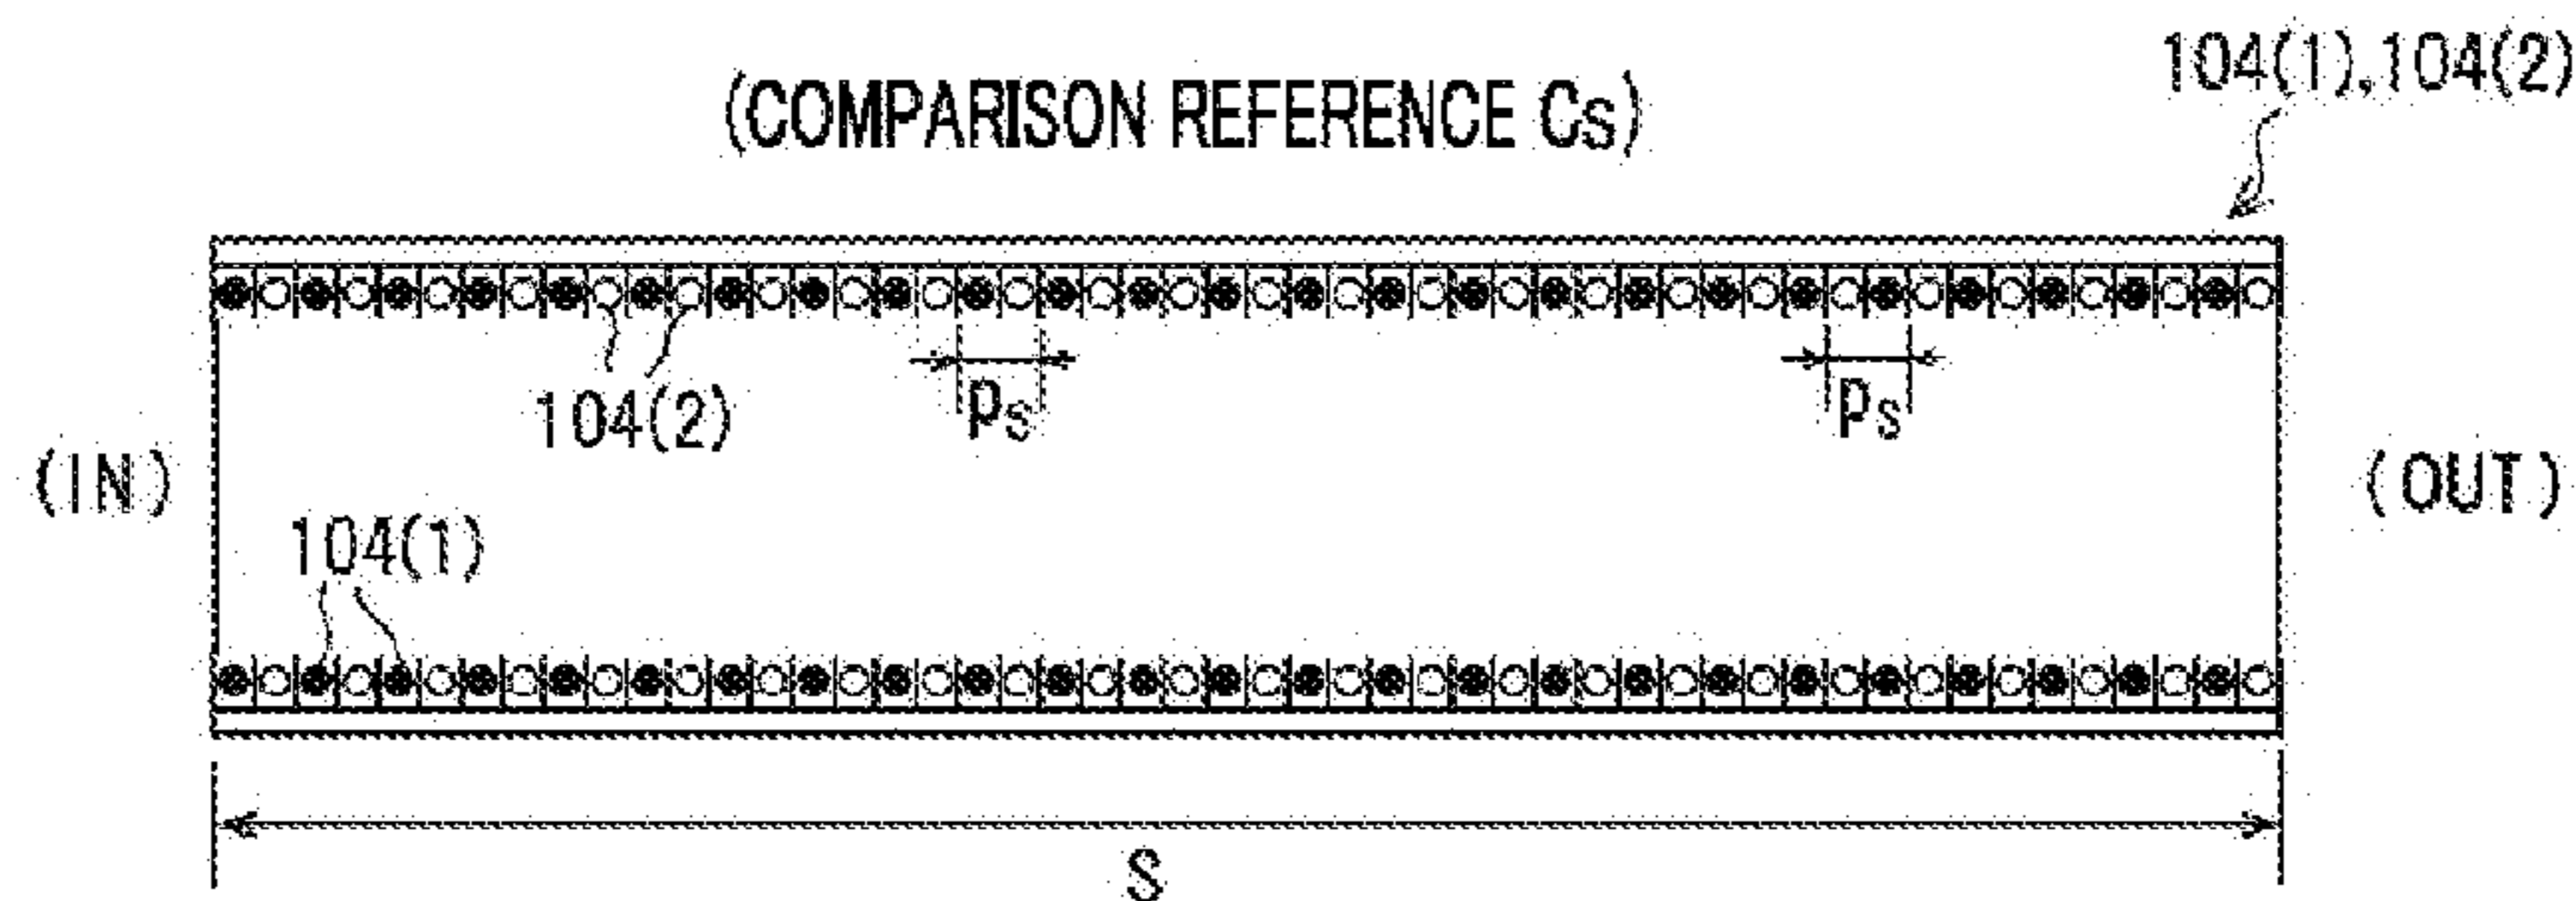 104(1),104(2)
(COMPARISON REFERENCE Cs)
104(2)
ps
ps
(IN)
(OUT)
104(1)
S